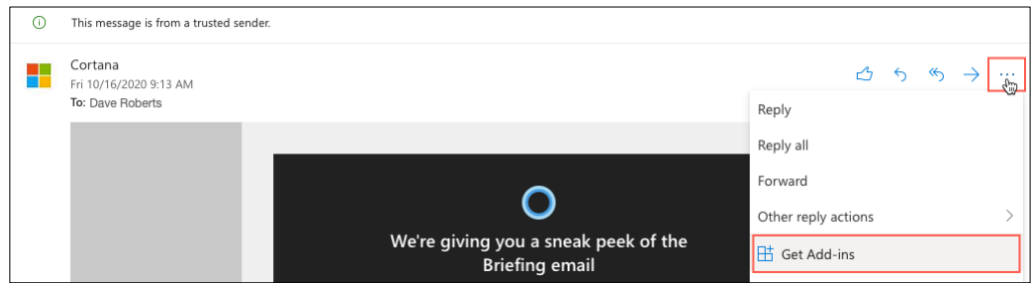 This message is from a trusted sender.
Cortana
Fri 10/16/2020 9:13 AM
To: Dave Roberts
Reply
Reply all
Forward
Other reply actions
Get Add-ins
We're giving you a sneak peek of the
Briefing email